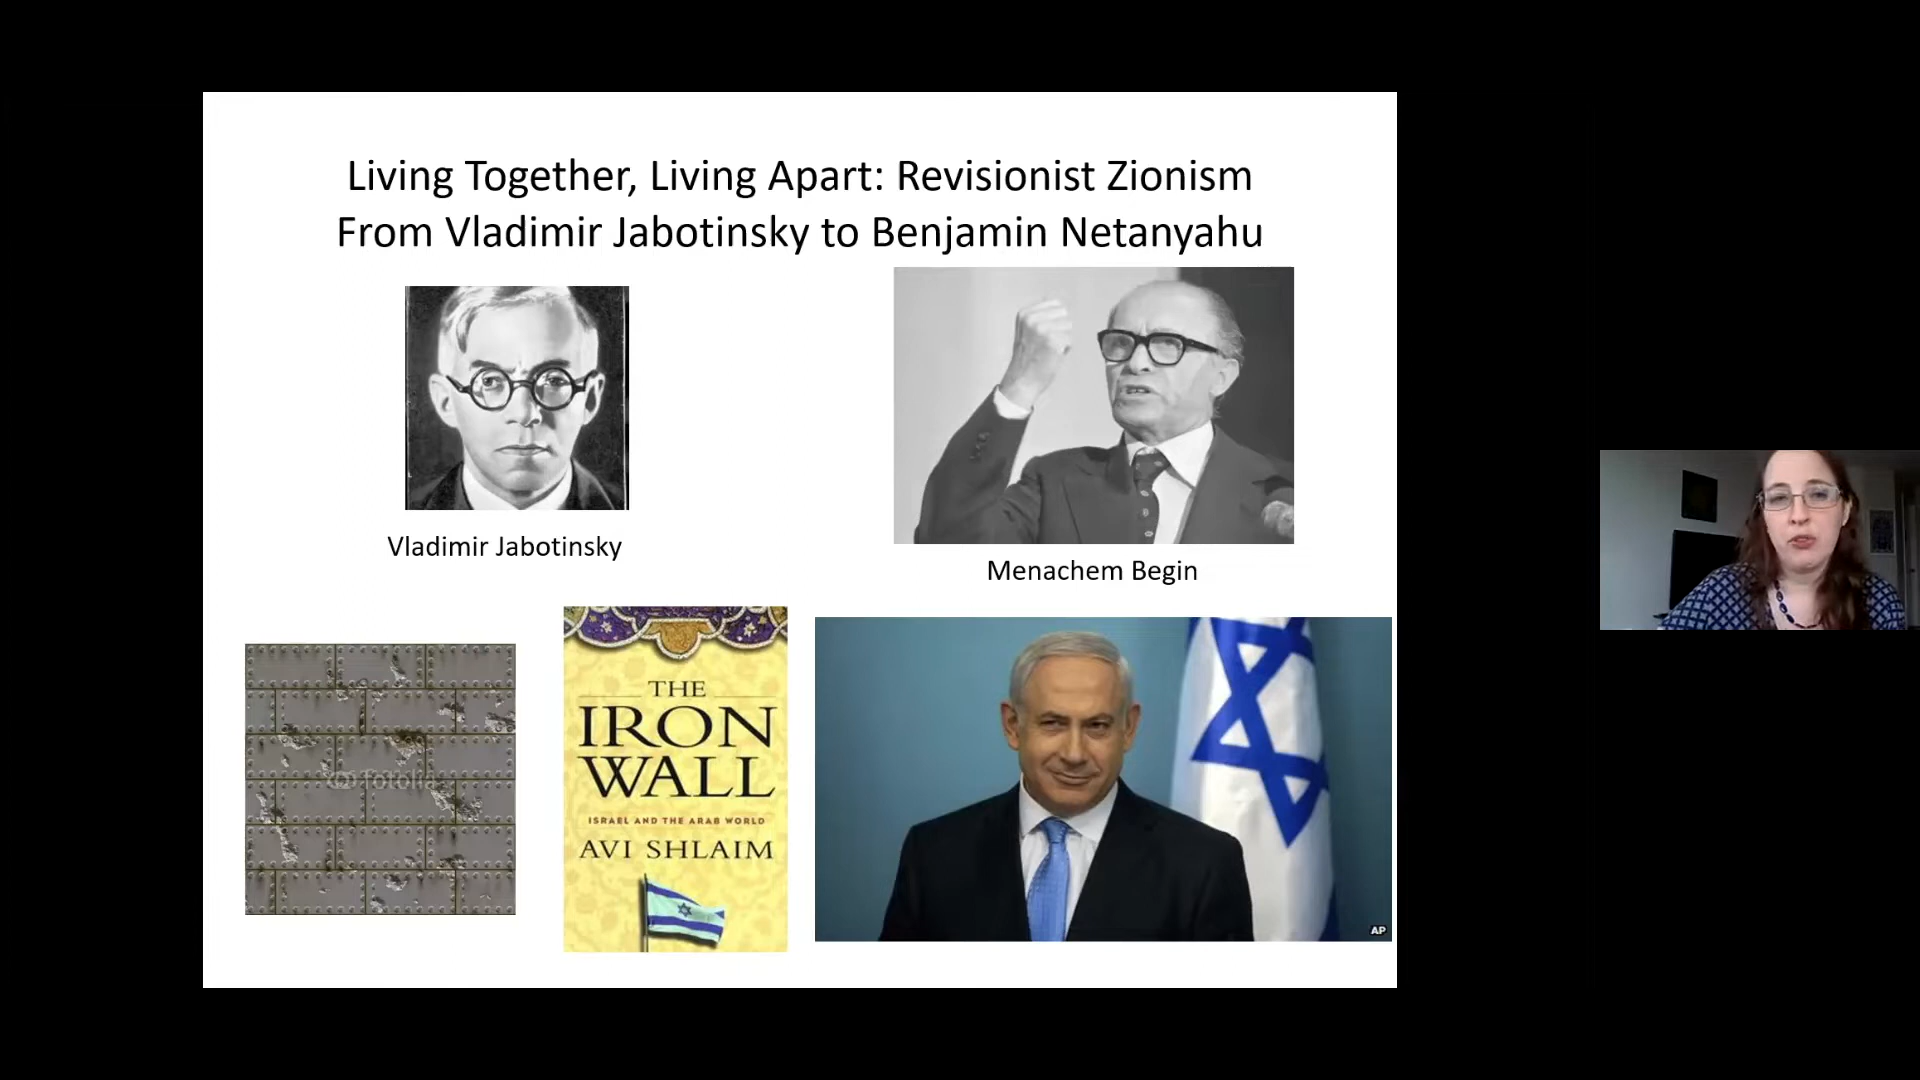 Living Together, Living Apart: Revisionist Zionism
From Vladimir Jabotinsky to Benjamin Netanyahu
Vladimir Jabotinsky
Menachem Begin
fotolia
THE
IRON
WALL
ISRAEL AND THE ARAB WORLD
AVI SHLAIM
AP